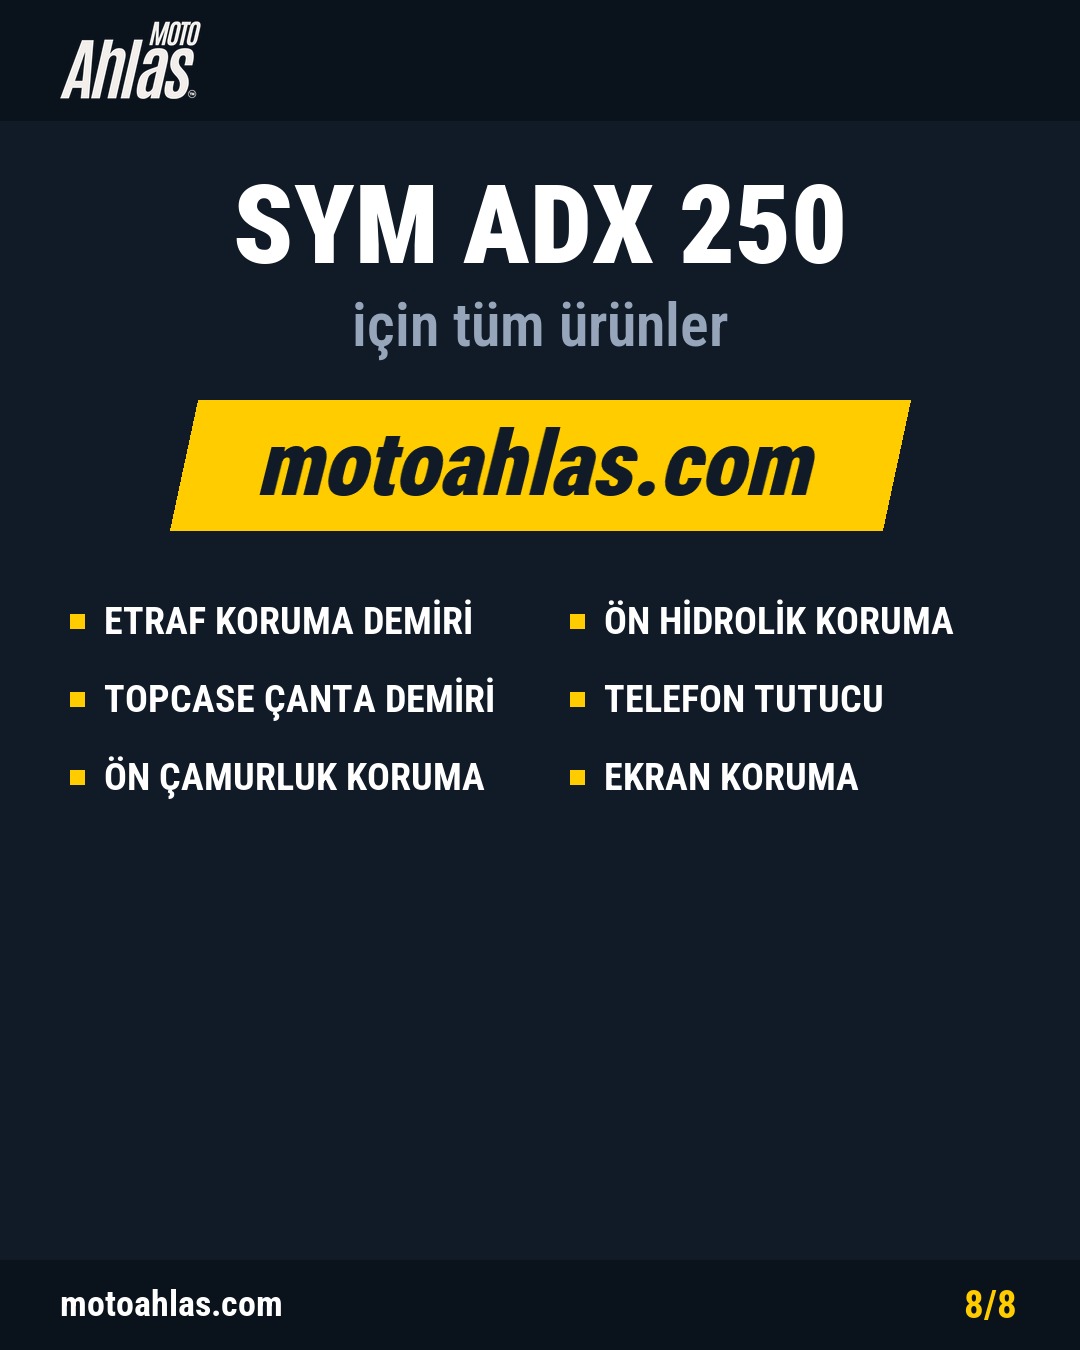 MOTO
Ahlas
TM
SYM ADX 250
için tüm ürünler
motoahlas.com
ETRAF KORUMA DEMİRİ
TOPCASE ÇANTA DEMİRİ
ÖN ÇAMURLUK KORUMA
ÖN HİDROLİK KORUMA
TELEFON TUTUCU
EKRAN KORUMA
motoahlas.com
8/8